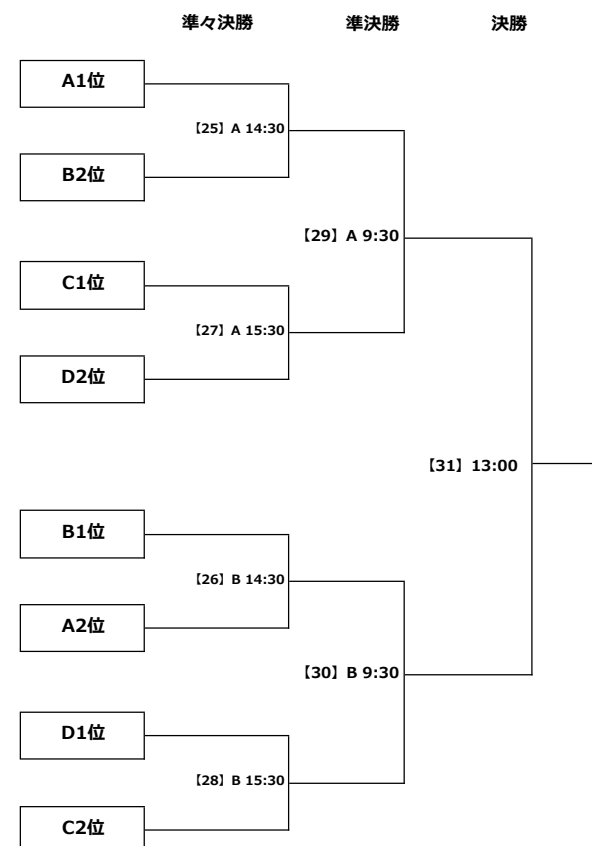 準々決勝 準決勝 決勝
A1位
【25】A 14:30
B2位
【29】A 9:30
C1位
【27】A 15:30
D2位
【31】13:00
B1位
【26】B 14:30
A2位
【30】B 9:30
D1位
【28】B 15:30
C2位